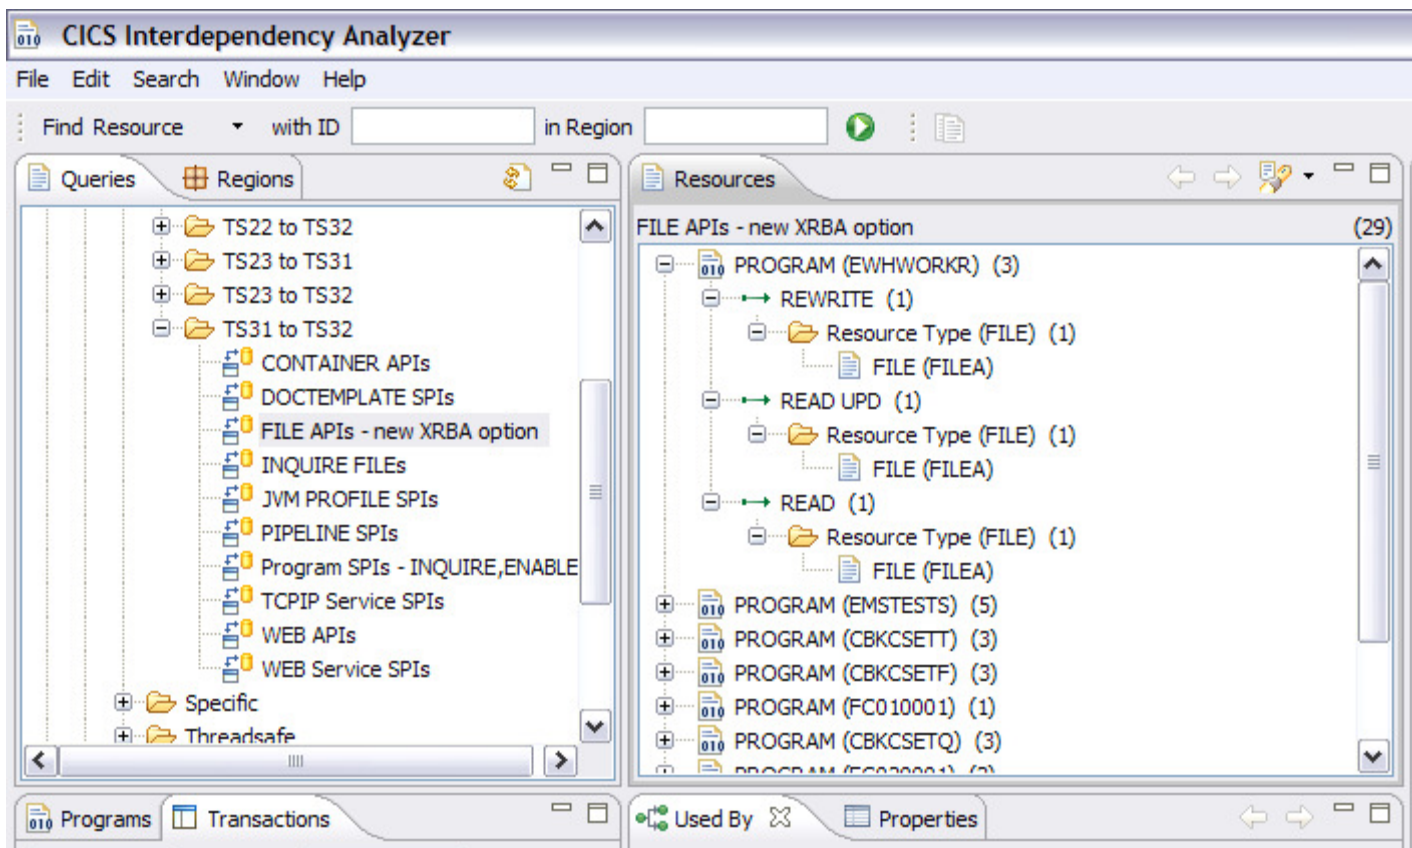 CICS Interdependency Analyzer
File Edit Search Window Help
Find Resource with ID in Region
Queries Regions
TS22 to TS32
TS23 to TS31
TS23 to TS32
TS31 to TS32
CONTAINER APIs
DOCTEMPLATE SPIs
FILE APIs - new XRBA option
INQUIRE FILEs
JVM PROFILE SPIs
PIPELINE SPIs
Program SPIs - INQUIRE,ENABLE
TCPIP Service SPIs
WEB APIs
WEB Service SPIs
Specific
Threadsafe
Programs Transactions
Resources
FILE APIs - new XRBA option (29)
PROGRAM (EWHWORKR) (3)
REWRITE (1)
Resource Type (FILE) (1)
FILE (FILEA)
READ UPD (1)
Resource Type (FILE) (1)
FILE (FILEA)
READ (1)
Resource Type (FILE) (1)
FILE (FILEA)
PROGRAM (EMSTESTS) (5)
PROGRAM (CBKCSETT) (3)
PROGRAM (CBKCSETF) (3)
PROGRAM (FC010001) (1)
PROGRAM (CBKCSETQ) (3)
PROGRAM
Used By Properties